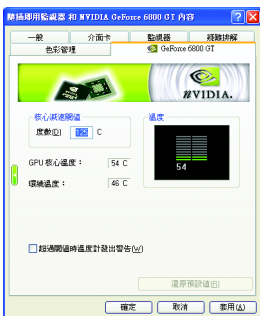 隨插即用監視器 和 NVIDIA GeForce 6800 GT 內容
一般
介面卡
監視器
疑難排解
色彩管理
GeForce 6800 GT
NVIDIA.
核心減速閥值
度數(D)
125
C
溫度
54
GPU 核心溫度：
54 C
環境溫度：
46 C
超過閥值時溫度計發出警告(W)
還原預設值(R)
確定
取消
套用(A)